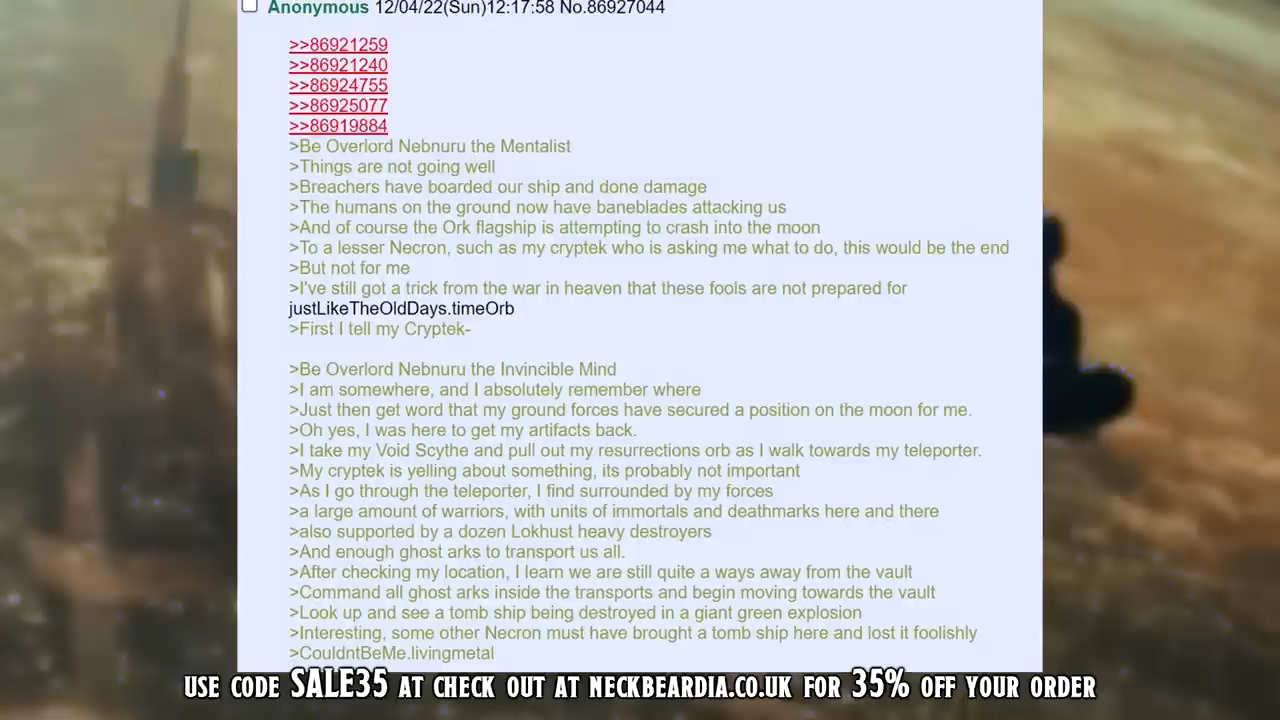 Anonymous 12/04/22(Sun)12:17:58 No.86927044
>>86921259
>>86921240
>>86924755
>>86925077
>>86919884
>Be Overlord Nebnuru the Mentalist
>Things are not going well
>Breachers have boarded our ship and done damage
>The humans on the ground now have baneblades attacking us
>And of course the Ork flagship is attempting to crash into the moon
>To a lesser Necron, such as my cryptek who is asking me what to do, this would be the end
>But not for me
>I've still got a trick from the war in heaven that these fools are not prepared for
justLikeTheOldDays.timeOrb
>First I tell my Cryptek-
>Be Overlord Nebnuru the Invincible Mind
>I am somewhere, and I absolutely remember where
>Just then get word that my ground forces have secured a position on the moon for me.
>Oh yes, I was here to get my artifacts back.
>I take my Void Scythe and pull out my resurrections orb as I walk towards my teleporter.
>My cryptek is yelling about something, its probably not important
>As I go through the teleporter, I find surrounded by my forces
>a large amount of warriors, with units of immortals and deathmarks here and there
>also supported by a dozen Lokhust heavy destroyers
>And enough ghost arks to transport us all.
>After checking my location, I learn we are still quite a ways away from the vault
>Command all ghost arks inside the transports and begin moving towards the vault
>Look up and see a tomb ship being destroyed in a giant green explosion
>Interesting, some other Necron must have brought a tomb ship here and lost it foolishly
>CouldntBeMe.livingmetal
USE CODE SALE35 AT CHECK OUT AT NECKBEARDIA.CO.UK FOR 35% OFF YOUR ORDER